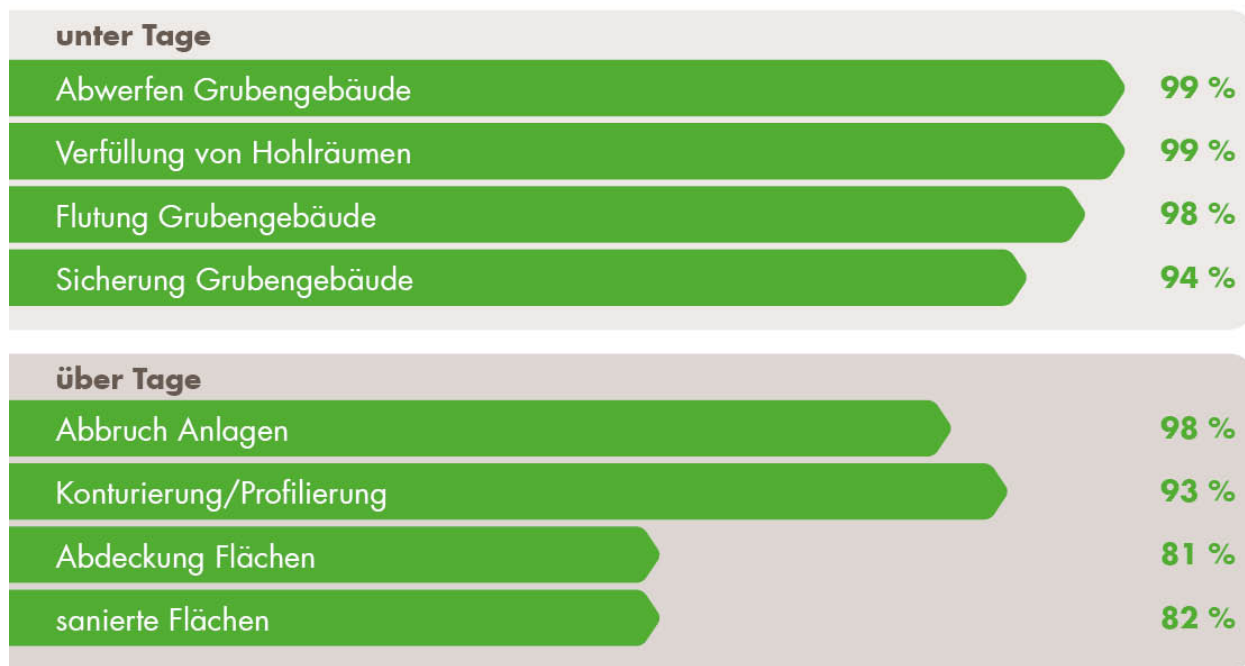 unter Tage
Abwerfen Grubengebäude 99 %
Verfüllung von Hohlräumen 99 %
Flutung Grubengebäude 98 %
Sicherung Grubengebäude 94 %
über Tage
Abbruch Anlagen 98 %
Konturierung/Profilierung 93 %
Abdeckung Flächen 81 %
sanierte Flächen 82 %